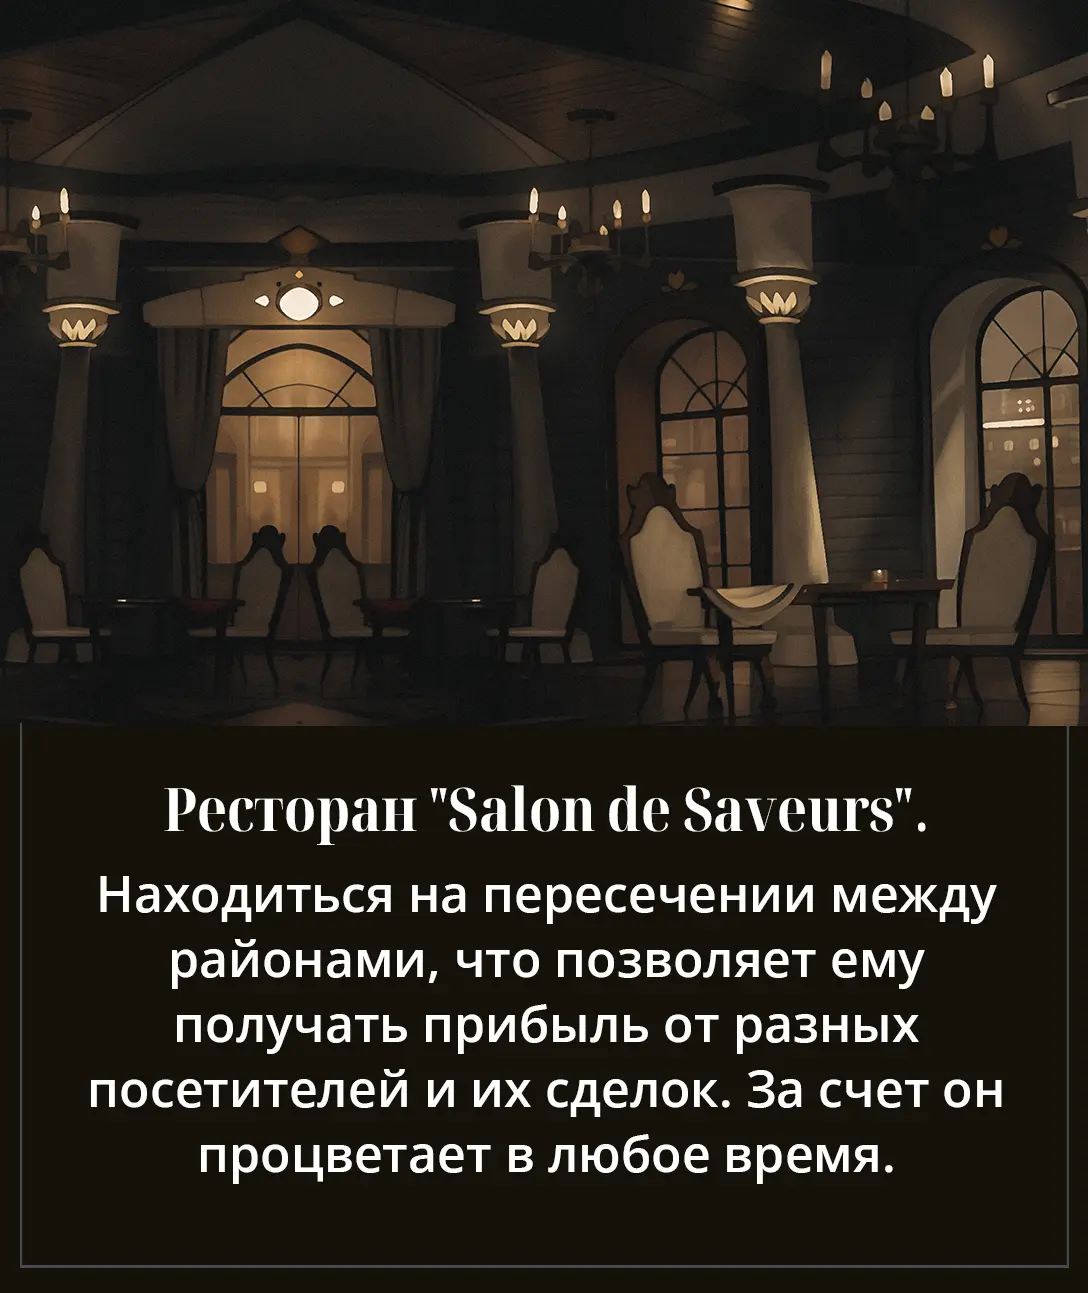 Ресторан "Salon de Saveurs".
Находиться на пересечении между
районами, что позволяет ему
получать прибыль от разных
посетителей и их сделок. За счет он
процветает в любое время.